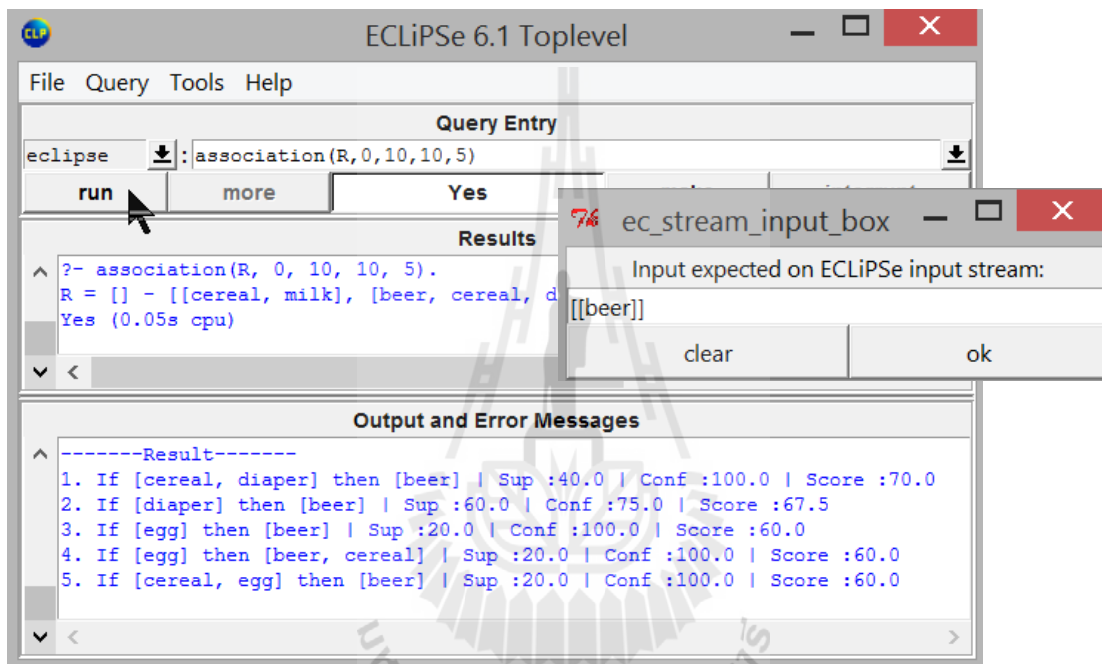 CLP ECLiPSe 6.1 Toplevel
File Query Tools Help
Query Entry
eclipse : association(R,0,10,10,5)
run more Yes
Results
?- association(R, 0, 10, 10, 5).
R = [] - [[cereal, milk], [beer, cereal, d
Yes (0.05s cpu)
ec_stream_input_box
Input expected on ECLiPSe input stream:
[[beer]]
clear ok
Output and Error Messages
-------Result-------
1. If [cereal, diaper] then [beer] | Sup :40.0 | Conf :100.0 | Score :70.0
2. If [diaper] then [beer] | Sup :60.0 | Conf :75.0 | Score :67.5
3. If [egg] then [beer] | Sup :20.0 | Conf :100.0 | Score :60.0
4. If [egg] then [beer, cereal] | Sup :20.0 | Conf :100.0 | Score :60.0
5. If [cereal, egg] then [beer] | Sup :20.0 | Conf :100.0 | Score :60.0